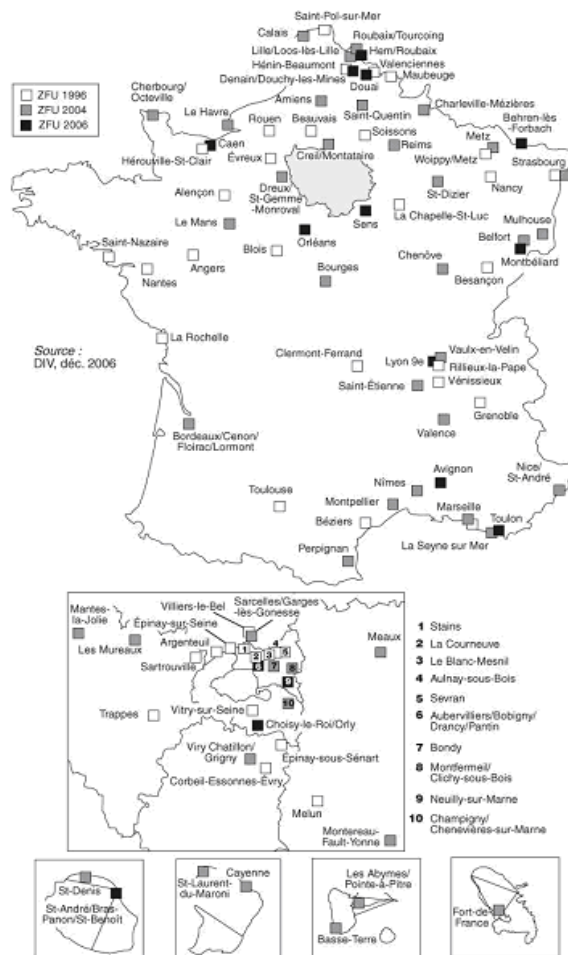 Saint-Pol-sur-Mer
Calais
Roubaix/Tourcoing
Lille/Loos-lès-Lille
Hem/Roubaix
Hénin-Beaumont
Valenciennes
Denain/Douchy-les-Mines
Douai
Maubeuge
ZFU 1996
ZFU 2004
ZFU 2006
Cherbourg/
Octeville
Amiens
Saint-Quentin
Charleville-Mézières
Le Havre
Rouen
Beauvais
Soissons
Behren-lès
-Forbach
Caen
Reims
Metz
Hérouville-St-Clair
Évreux
Creil/Montataire
Woippy/Metz
Strasbourg
Alençon
Dreux/
St-Gemme
-Monroval
St-Dizier
Nancy
Le Mans
Sens
La Chapelle-St-Luc
Mulhouse
Orléans
Belfort
Saint-Nazaire
Blois
Chenôve
Montbéliard
Nantes
Angers
Bourges
Besançon
La Rochelle
Source :
DIV, déc. 2006
Clermont-Ferrand
Lyon 9e
Vaulx-en-Velin
Rillieux-la-Pape
Vénissieux
Saint-Étienne
Grenoble
Valence
Bordeaux/Cenon/
Floirac/Lormont
Avignon
Nice/
St-André
Toulouse
Nîmes
Montpellier
Marseille
Béziers
Toulon
La Seyne sur Mer
Perpignan
Villiers-le-Bel
Sarcelles/Garges
-lès-Gonesse
Mantes-
la-Jolie
Épinay-sur-Seine
Les Mureaux
Argenteuil
Sartrouville
Meaux
1
2
3
4
5
6
7
8
9
10
Trappes
Vitry-sur-Seine
Choisy-le-Roi/Orly
Viry Chatillon/
Grigny
Épinay-sous-Sénart
Corbeil-Essonnes-Évry
Melun
Montereau-
Fault-Yonne
1 Stains
2 La Courneuve
3 Le Blanc-Mesnil
4 Aulnay-sous-Bois
5 Sevran
6 Aubervilliers/Bobigny/
Drancy/Pantin
7 Bondy
8 Montfermeil/
Clichy-sous-Bois
9 Neuilly-sur-Marne
10 Champigny/
Chenevières-sur-Marne
St-Denis
St-André/Bras-
Panon/St-Benoît
Cayenne
St-Laurent-
du-Maroni
Les Abymes/
Pointe-à-Pitre
Basse-Terre
Fort-de-
France